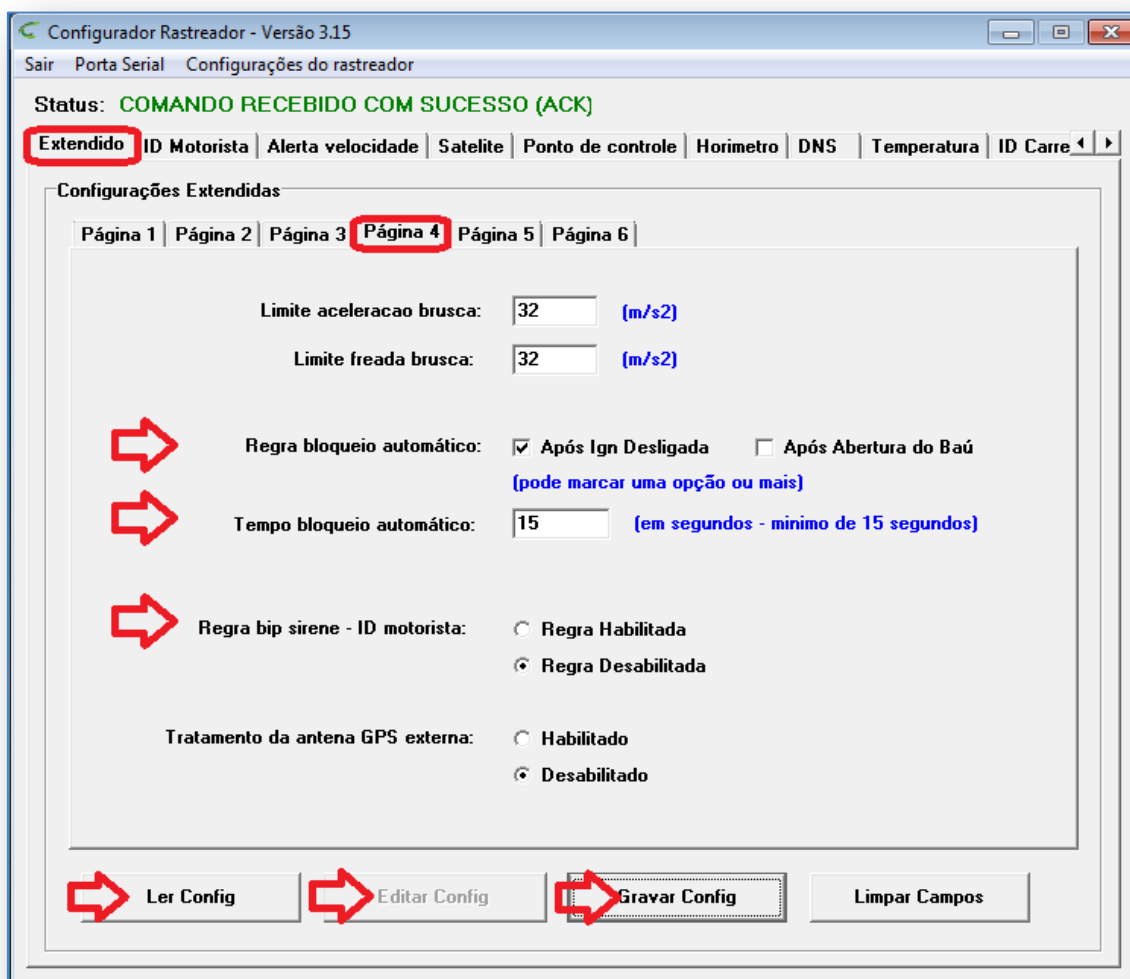 Configurador Rastreador - Versão 3.15
Sair Porta Serial Configurações do rastreador
Status: COMANDO RECEBIDO COM SUCESSO (ACK)
Extendido ID Motorista Alerta velocidade Satelite Ponto de controle Horimetro DNS Temperatura ID Carre
Configurações Extendidas
Página 1 Página 2 Página 3 Página 4 Página 5 Página 6
Limite aceleracao brusca: 32 (m/s2)
Limite freada brusca: 32 (m/s2)
Regra bloqueio automático: Após Ign Desligada Após Abertura do Baú
(pode marcar uma opção ou mais)
Tempo bloqueio automático: 15 (em segundos - minimo de 15 segundos)
Regra bip sirene - ID motorista: Regra Habilitada
Regra Desabilitada
Tratamento da antena GPS externa: Habilitado
Desabilitado
Ler Config Editar Config Gravar Config Limpar Campos